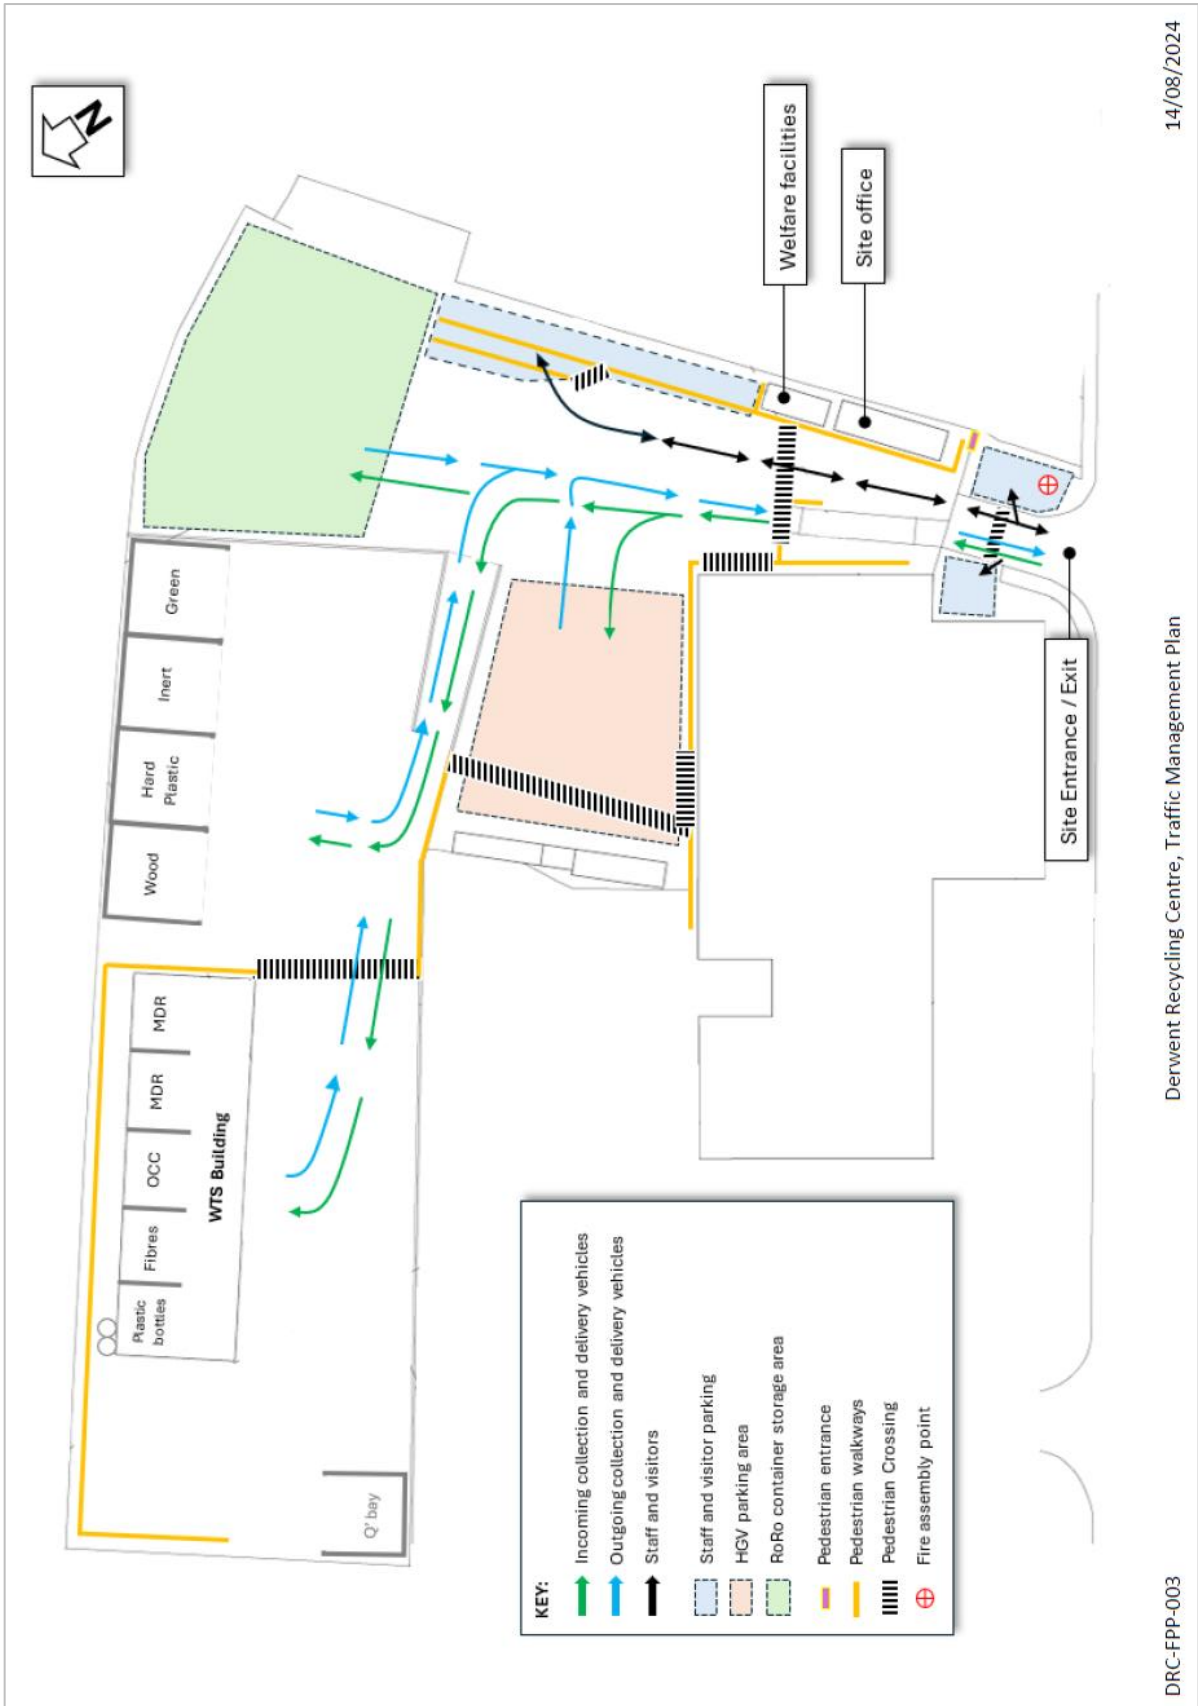 N
Green
Inert
Hard
Plastic
Wood
MDR
MDR
OCC
Fibres
Plastic
bottles
WTS Building
Q' bay
Welfare facilities
Site office
Site Entrance / Exit
KEY:
Incoming collection and delivery vehicles
Outgoing collection and delivery vehicles
Staff and visitors
Staff and visitor parking
HGV parking area
RoRo container storage area
Pedestrian entrance
Pedestrian walkways
Pedestrian Crossing
Fire assembly point
DRC-FPP-003
Derwent Recycling Centre, Traffic Management Plan
14/08/2024